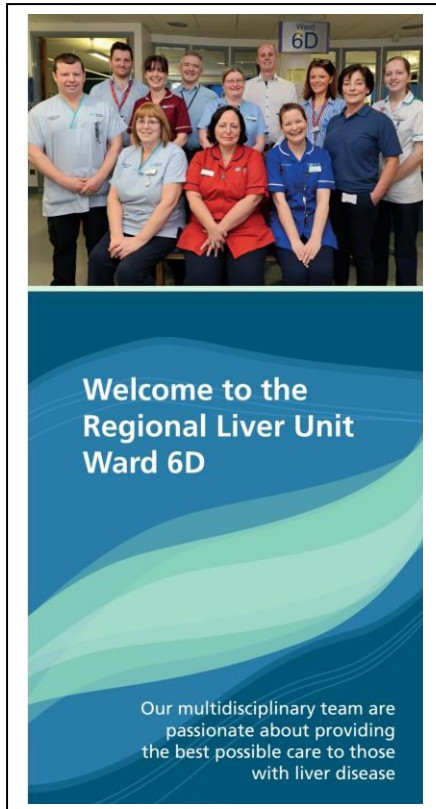 Ward
6D
Welcome to the
Regional Liver Unit
Ward 6D
Our multidisciplinary team are
passionate about providing
the best possible care to those
with liver disease